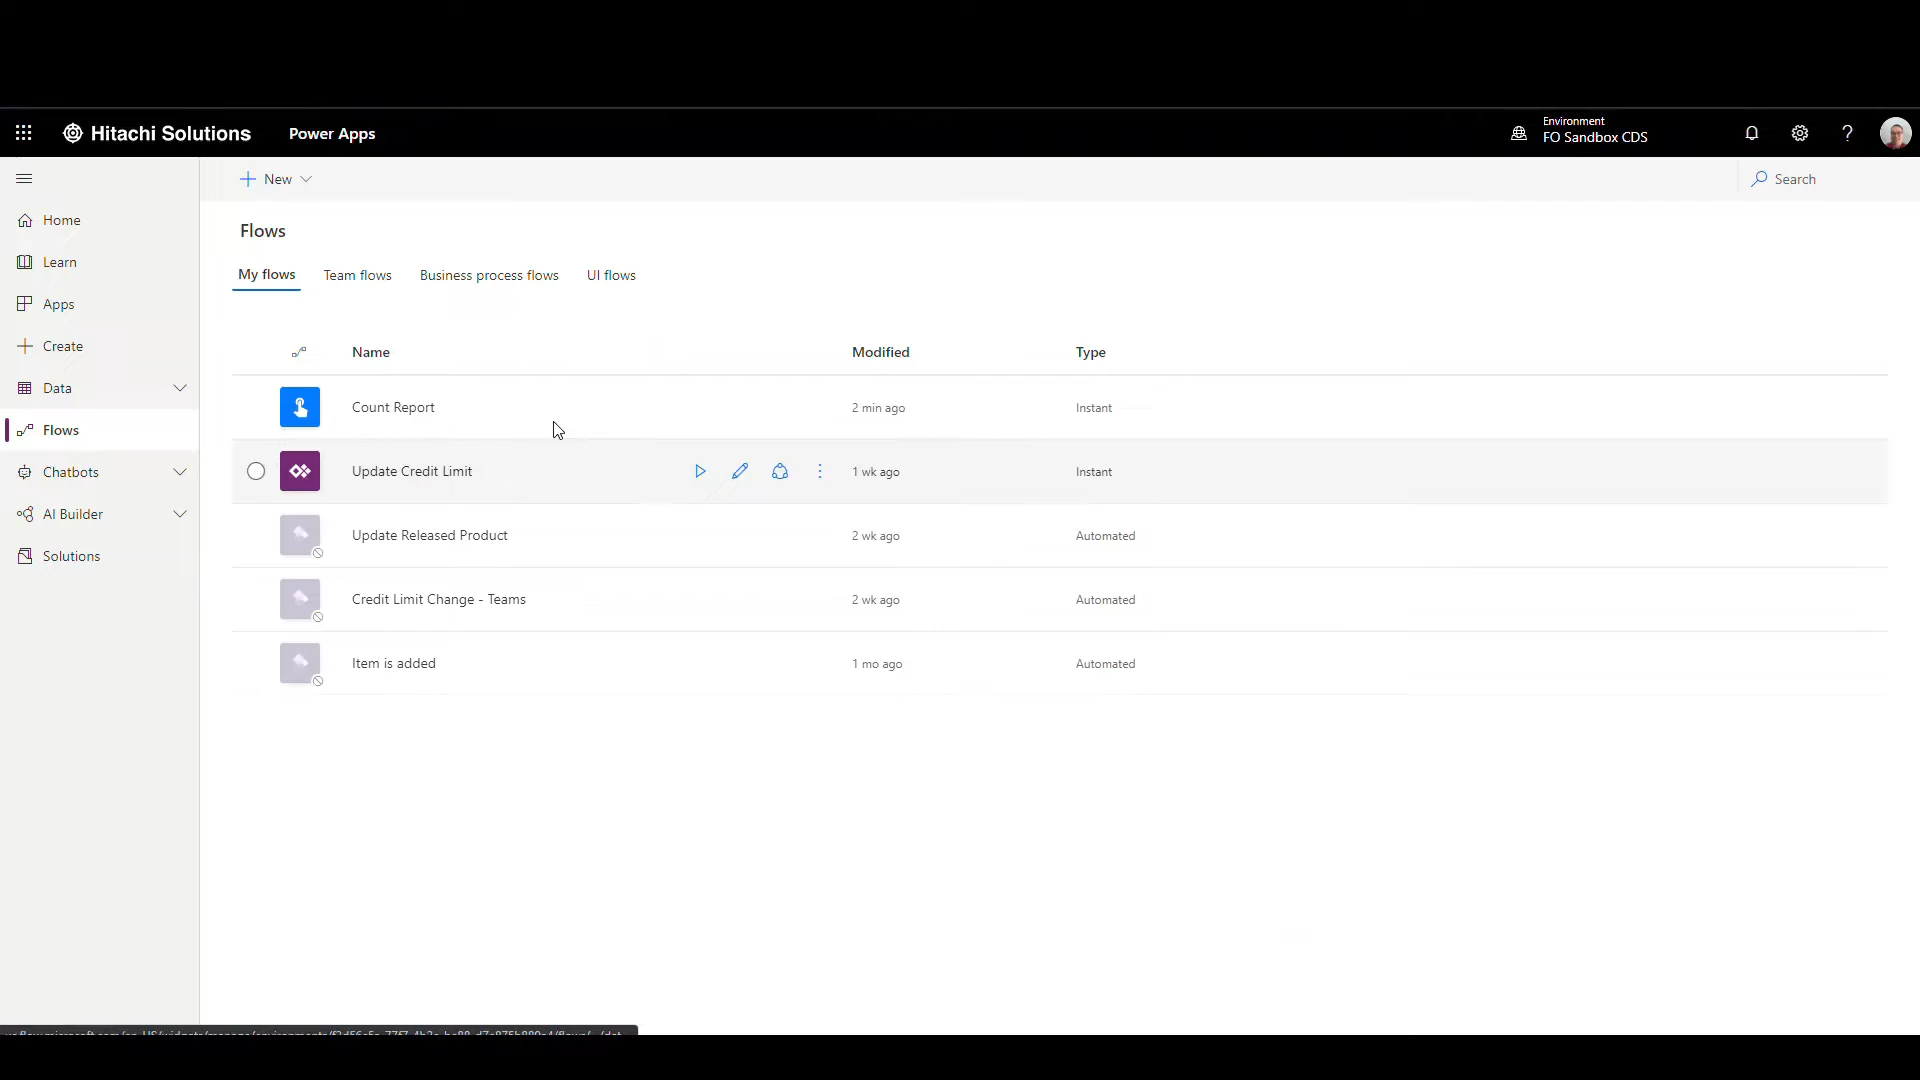 Hitachi Solutions
Power Apps
Environment
FO Sandbox CDS
New
Search
Home
Learn
Apps
Create
Data
Flows
Chatbots
AI Builder
Solutions
Flows
My flows Team flows Business process flows UI flows
Name Modified Type
Count Report 2 min ago Instant
Update Credit Limit 1 wk ago Instant
Update Released Product 2 wk ago Automated
Credit Limit Change - Teams 2 wk ago Automated
Item is added 1 mo ago Automated